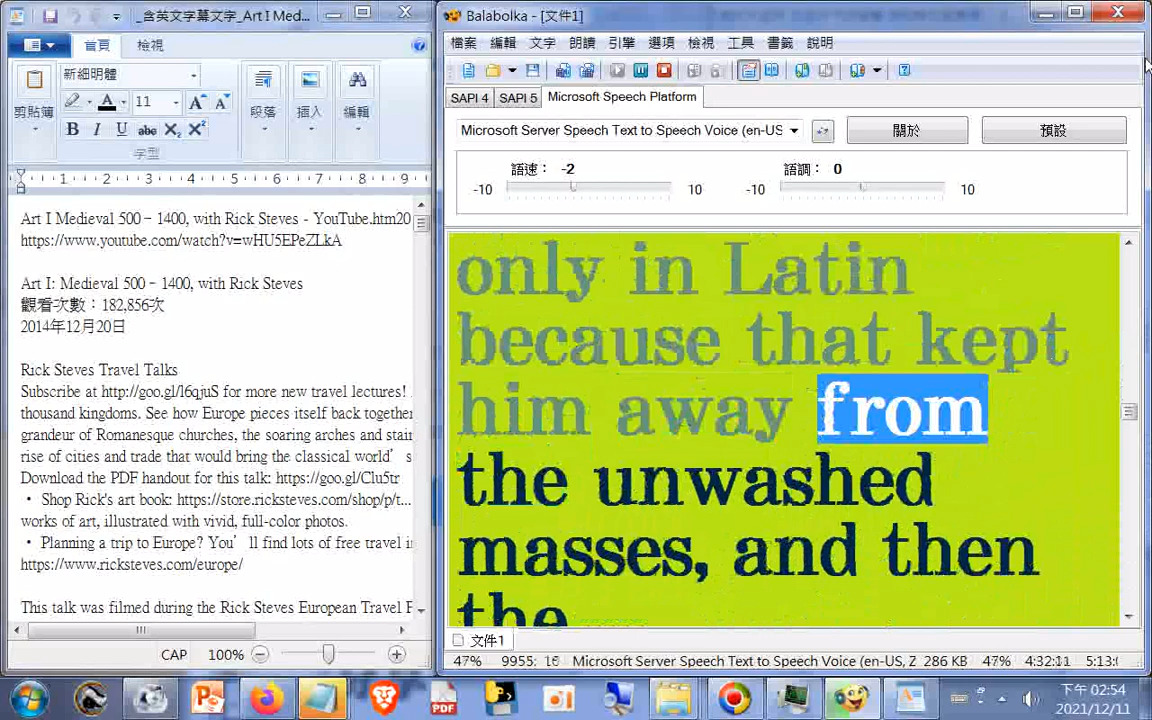 _含英文字幕文字_Art I Med...
首頁
檢視
剪貼簿
新細明體
11
字型
段落
插入
編輯
1 2 3 4 5 6 7 8 9
Art I Medieval 500–1400, with Rick Steves - YouTube.htm20
https://www.youtube.com/watch?v=wHU5EPeZLkA
Art I: Medieval 500–1400, with Rick Steves
觀看次數：182,856次
2014年12月20日
Rick Steves Travel Talks
Subscribe at http://goo.gl/l6qjuS for more new travel lectures!
thousand kingdoms. See how Europe pieces itself back together
grandeur of Romanesque churches, the soaring arches and stai
rise of cities and trade that would bring the classical world’s
Download the PDF handout for this talk: https://goo.gl/Clu5tr
• Shop Rick's art book: https://store.ricksteves.com/shop/p/t...
works of art, illustrated with vivid, full-color photos.
• Planning a trip to Europe? You’ll find lots of free travel i
https://www.ricksteves.com/europe/
This talk was filmed during the Rick Steves European Travel F
CAP 100%
Balabolka - [文件1]
檔案 編輯 文字 朗讀 引擎 選項 檢視 工具 書籤 說明
SAPI 4 SAPI 5 Microsoft Speech Platform
Microsoft Server Speech Text to Speech Voice (en-US
關於
預設
語速： -2
語調： 0
-10 10 -10 10
only in Latin
because that kept
him away from
the unwashed
masses, and then
the
文件1
47% 9955: 16 Microsoft Server Speech Text to Speech Voice (en-US, Z 286 KB 47% 4:32:11 5:13:0
下午 02:54
2021/12/11